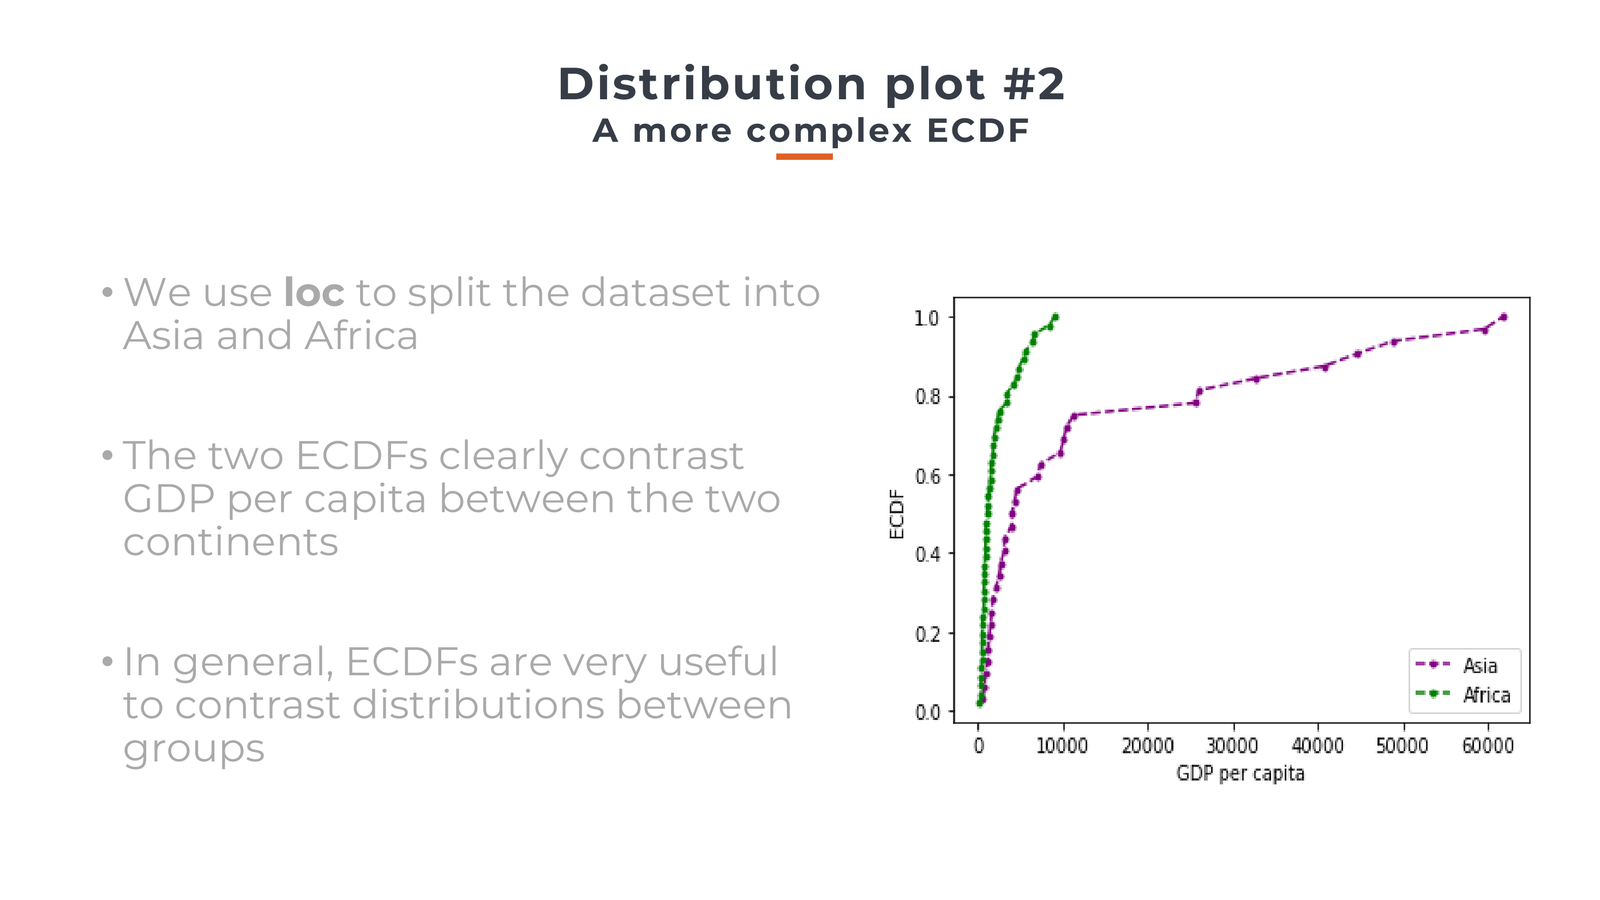 Distribution plot #2
A more complex ECDF
• We use loc to split the dataset into
Asia and Africa
• The two ECDFs clearly contrast
GDP per capita between the two
continents
• In general, ECDFs are very useful
to contrast distributions between
groups
1.0
0.8
0.6
0.4
0.2
0.0
ECDF
Asia
Africa
0 10000 20000 30000 40000 50000 60000
GDP per capita